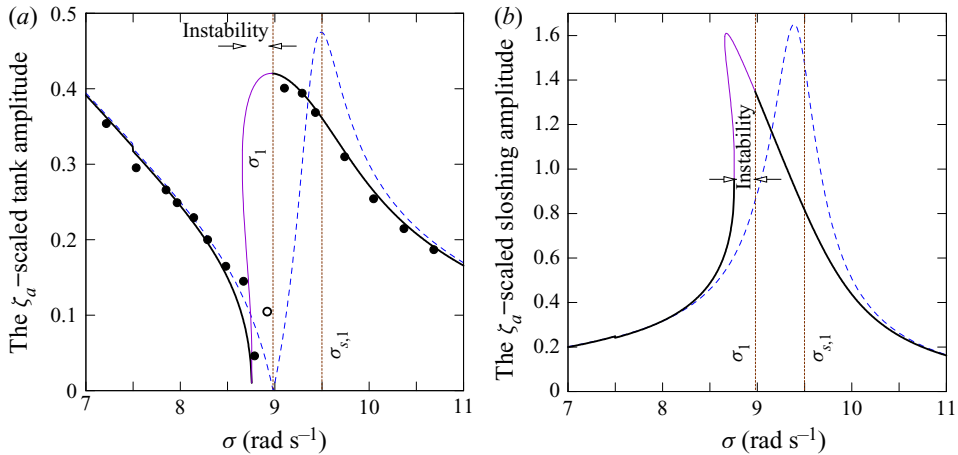 (a)
Instability
The ζa–scaled tank amplitude
0.5
0.4
0.3
0.2
0.1
0
σ1
σs,1
7
8
9
10
11
σ (rad s–1)
(b)
The ζa–scaled sloshing amplitude
1.6
1.4
1.2
1.0
0.8
0.6
0.4
0.2
0
Instability
σ1
σs,1
7
8
9
10
11
σ (rad s–1)